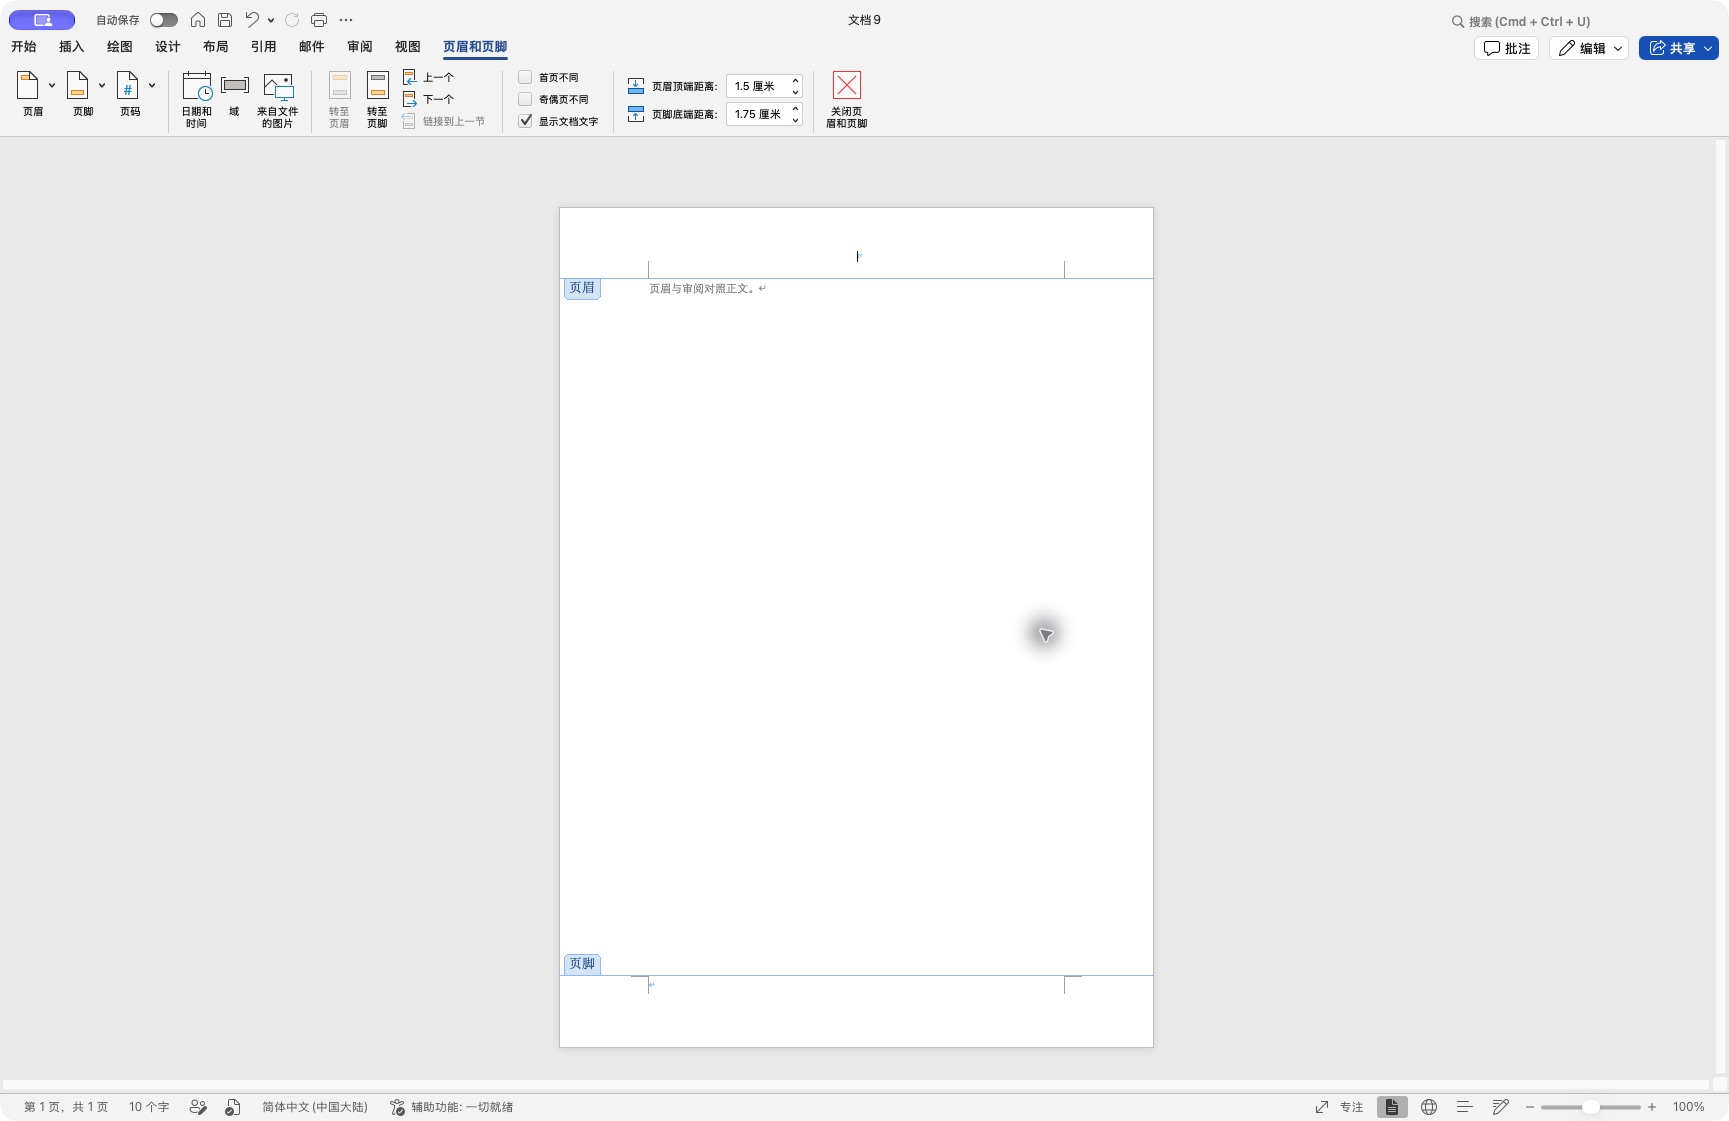 自动保存
文档 9
搜索 (Cmd + Ctrl + U)
开始 插入 绘图 设计 布局 引用 邮件 审阅 视图 页眉和页脚
批注 编辑 共享
页眉
页脚
#
页码
日期和
时间
域
来自文件
的图片
转至
页眉
转至
页脚
上一个
下一个
链接到上一节
首页不同
奇偶页不同
显示文档文字
页眉顶端距离: 1.5 厘米
页脚底端距离: 1.75 厘米
关闭页
眉和页脚
页眉
页眉与审阅对照正文。
页脚
第 1 页，共 1 页 10 个字 简体中文 (中国大陆) 辅助功能: 一切就绪 专注 100%